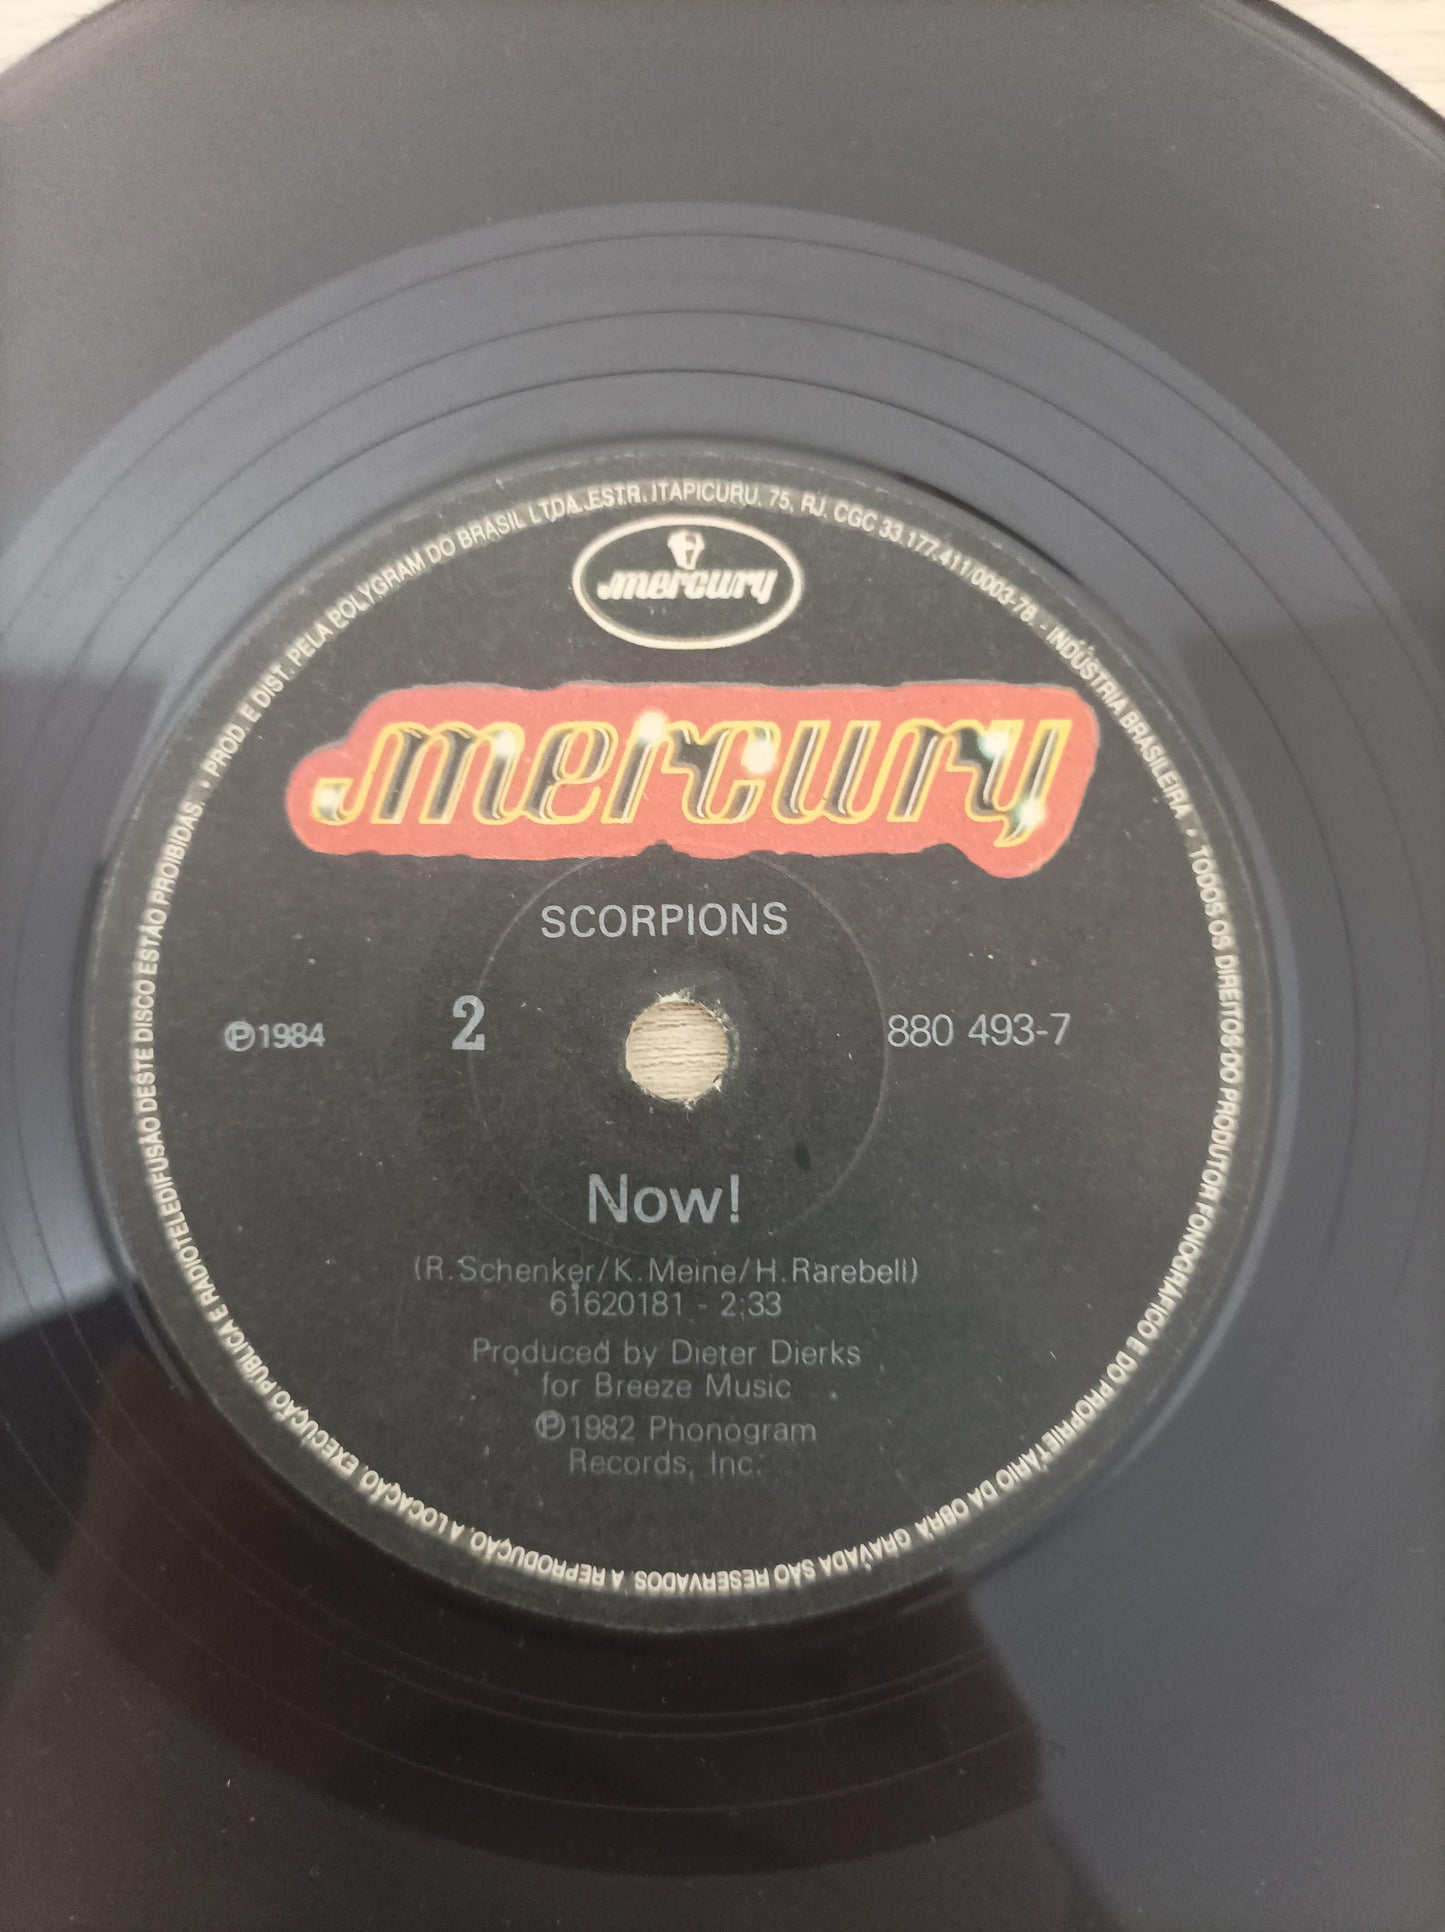 • PROD. E DIST. PELA POLYGRAM DO BRASIL LTDA. ESTR. ITAPICURU, 75, RJ. CGC 33.177.411/0003-78. - INDÚSTRIA BRASILEIRA • TODOS OS DIREITOS DO PRODUTOR FONOGRÁFICO E DO PROPRIETÁRIO DA OBRA GRAVADA SÃO RESERVADOS. A REPRODUÇÃO, A LOCAÇÃO, EXECUÇÃO PÚBLICA E RADIOTELEDIFUSÃO DESTE DISCO ESTÃO PROIBIDAS.
mercury
mercury
SCORPIONS
℗1984 2 880 493-7
Now!
(R. Schenker/K. Meine/H. Rarebell)
61620181 - 2:33
Produced by Dieter Dierks
for Breeze Music
℗1982 Phonogram
Records, Inc.